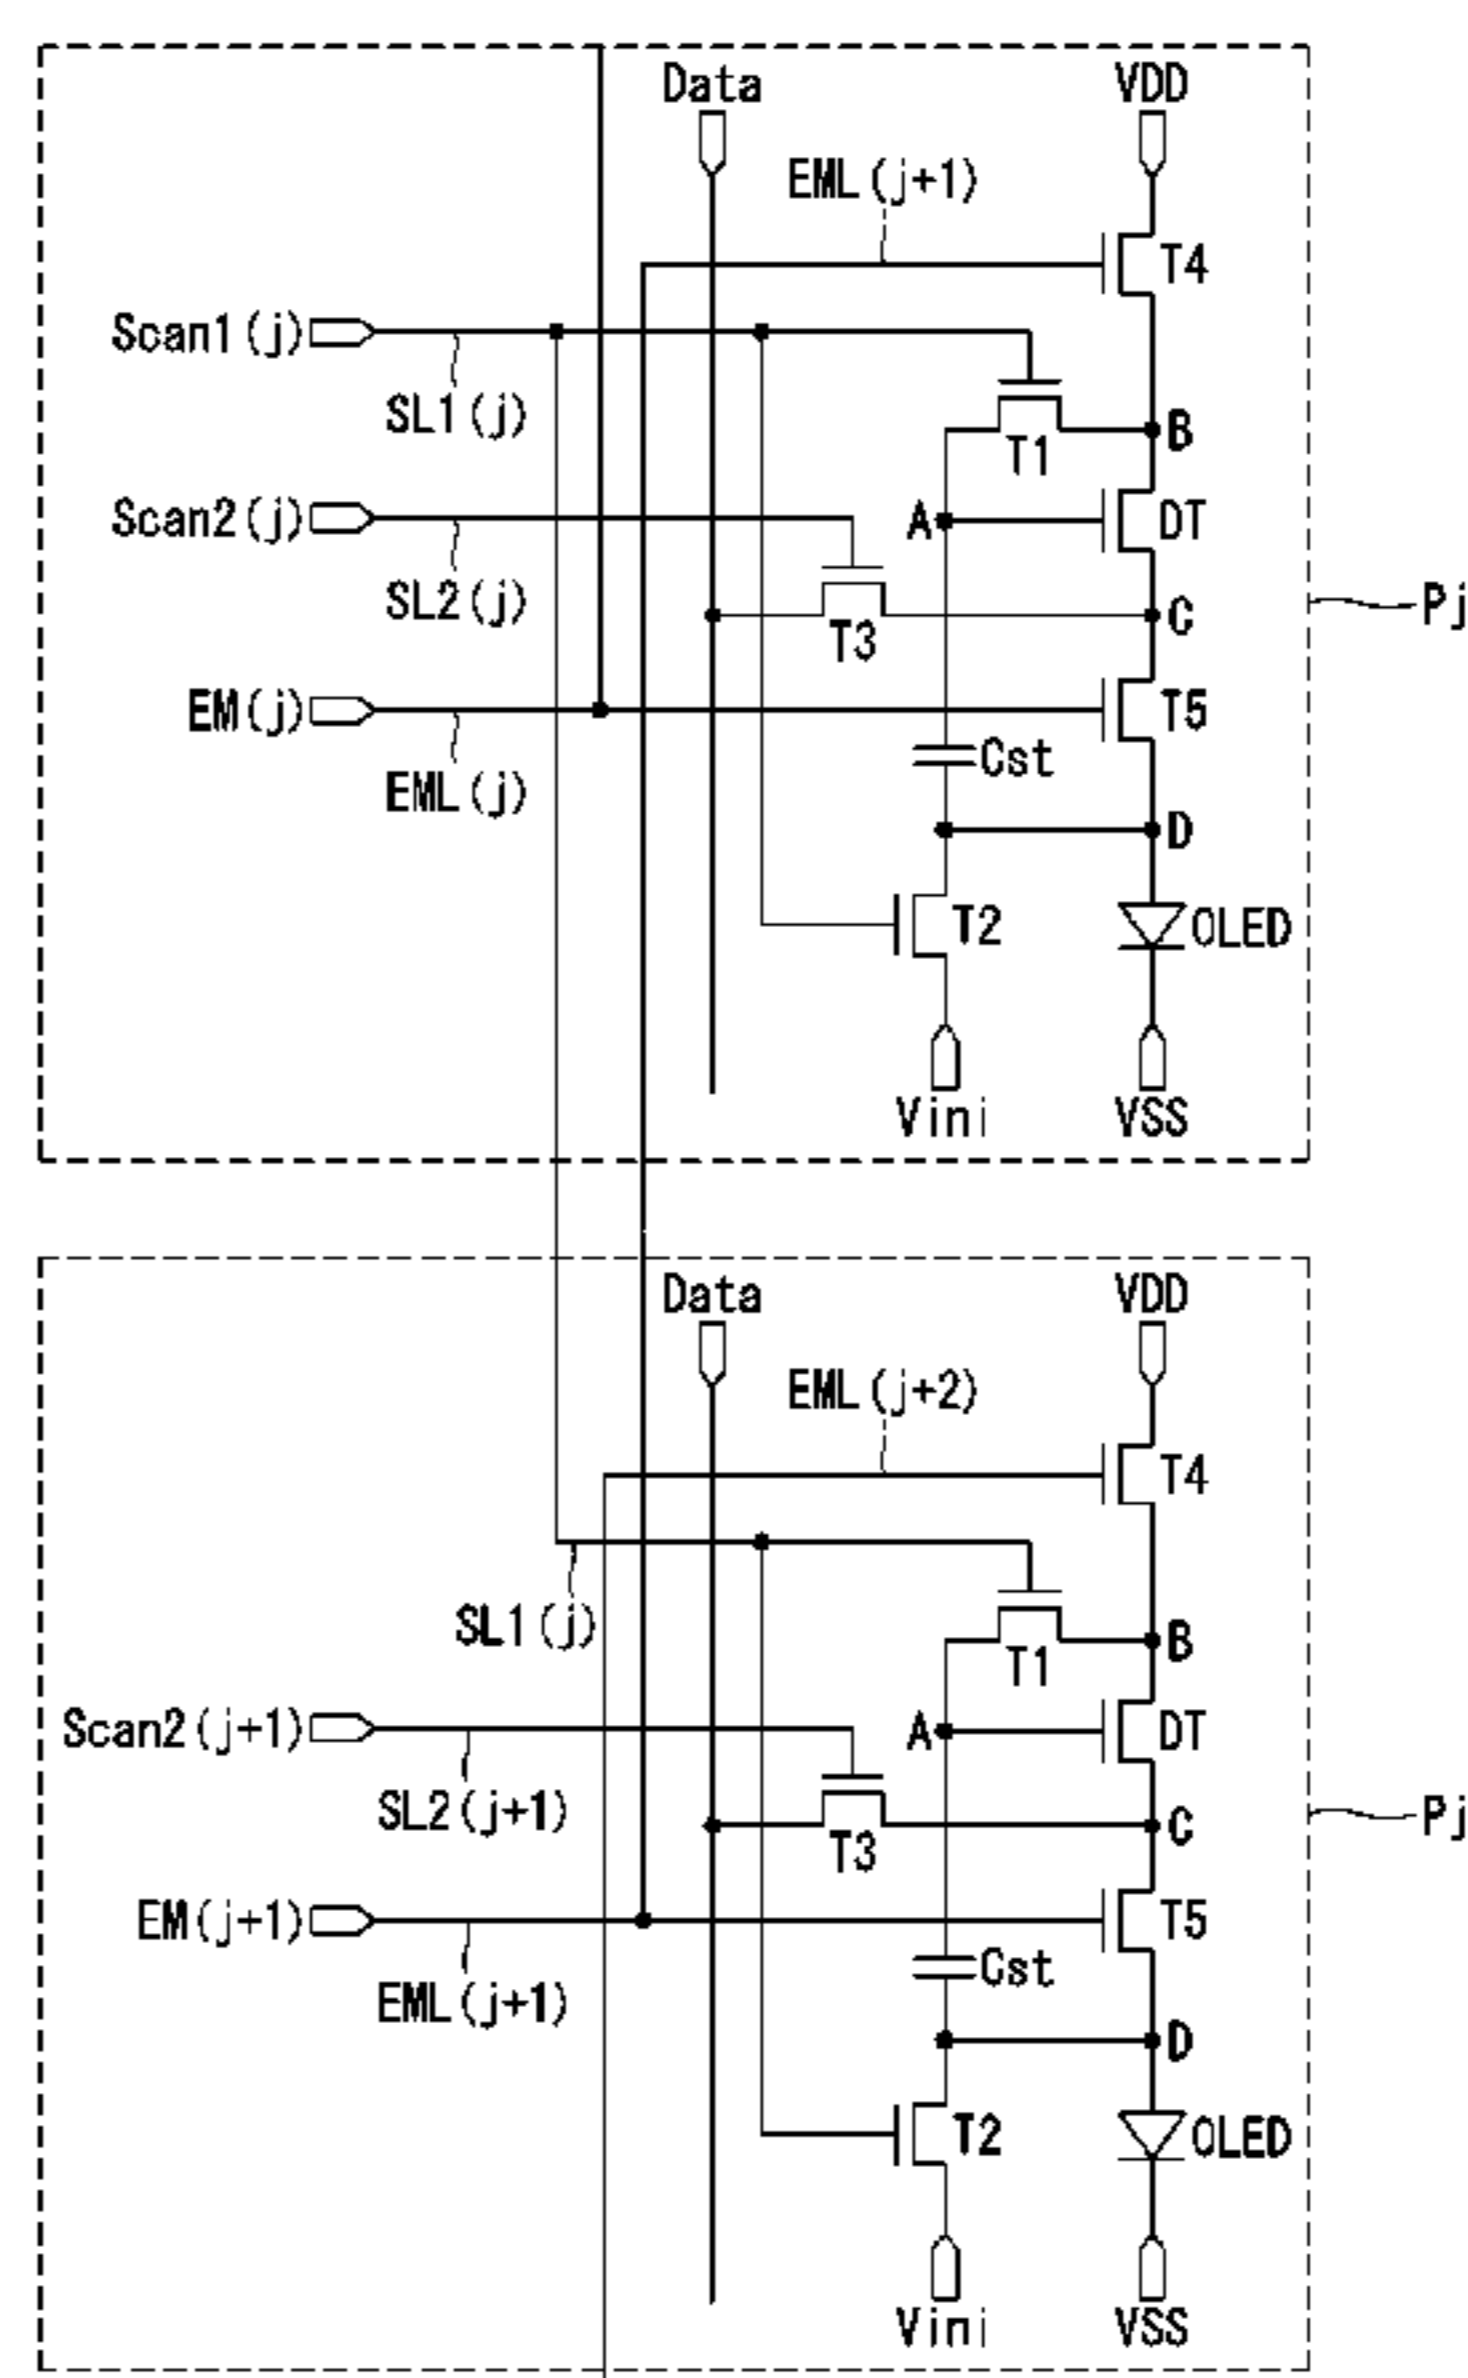 Data
VDD
EML(j+1)
T4
Scan1(j)
SL1(j)
T1
B
Scan2(j)
A
DT
SL2(j)
T3
C
Pj
EM(j)
T5
EML(j)
Cst
D
T2
OLED
Vini
VSS
Data
VDD
EML(j+2)
T4
SL1(j)
T1
B
Scan2(j+1)
A
DT
SL2(j+1)
T3
C
Pj
EM(j+1)
T5
EML(j+1)
Cst
D
T2
OLED
Vini
VSS